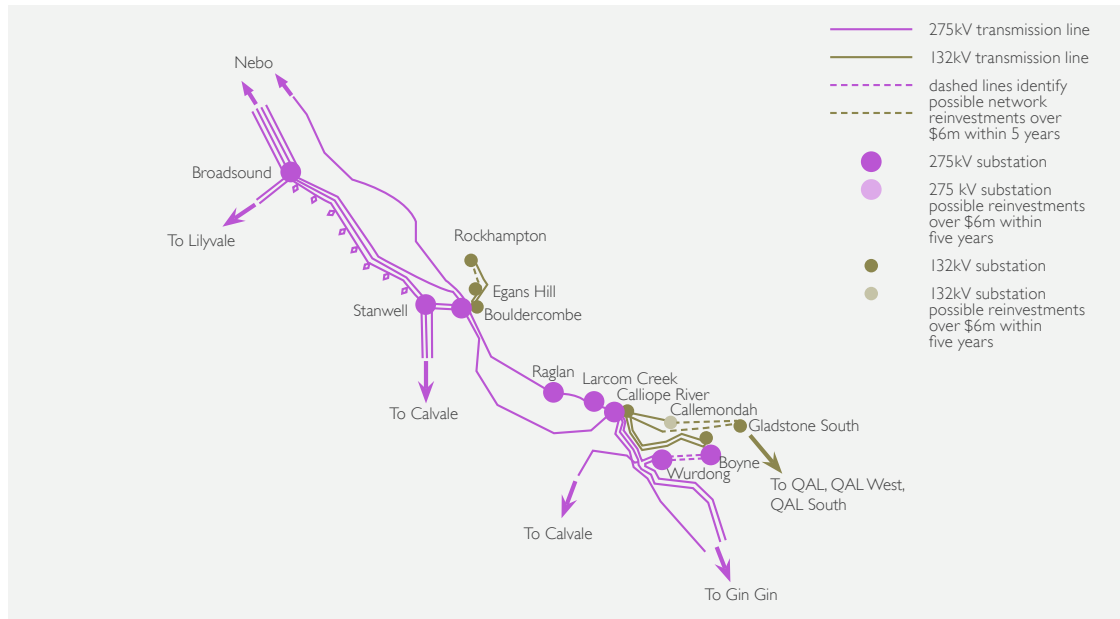 Nebo
Broadsound
To Lilyvale
Rockhampton
Egans Hill
Stanwell
Bouldercombe
To Calvale
Raglan
Larcom Creek
Calliope River
Callemondah
Gladstone South
Boyne
Wurdong
To QAL, QAL West,
QAL South
To Calvale
To Gin Gin
275kV transmission line
132kV transmission line
dashed lines identify
possible network
reinvestments over
$6m within 5 years
275kV substation
275 kV substation
possible reinvestments
over $6m within
five years
132kV substation
132kV substation
possible reinvestments
over $6m within
five years